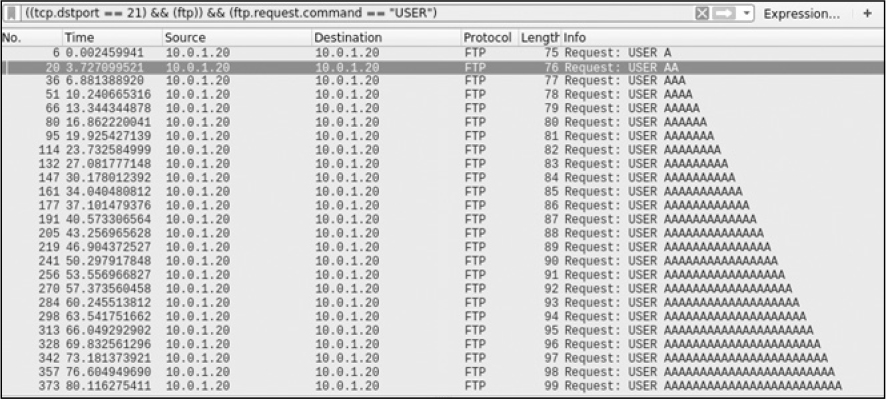 ((tcp.dstport == 21) && (ftp)) && (ftp.request.command == "USER") Expression... +
No. Time Source Destination Protocol Length Info
6 0.002459941 10.0.1.20 10.0.1.20 FTP 75 Request: USER A
20 3.727099521 10.0.1.20 10.0.1.20 FTP 76 Request: USER AA
36 6.881388920 10.0.1.20 10.0.1.20 FTP 77 Request: USER AAA
51 10.240665316 10.0.1.20 10.0.1.20 FTP 78 Request: USER AAAA
66 13.344344878 10.0.1.20 10.0.1.20 FTP 79 Request: USER AAAAA
80 16.862220041 10.0.1.20 10.0.1.20 FTP 80 Request: USER AAAAAA
95 19.925427139 10.0.1.20 10.0.1.20 FTP 81 Request: USER AAAAAAA
114 23.732584999 10.0.1.20 10.0.1.20 FTP 82 Request: USER AAAAAAAA
132 27.081777148 10.0.1.20 10.0.1.20 FTP 83 Request: USER AAAAAAAAA
147 30.178012392 10.0.1.20 10.0.1.20 FTP 84 Request: USER AAAAAAAAAA
161 34.040480812 10.0.1.20 10.0.1.20 FTP 85 Request: USER AAAAAAAAAAA
177 37.101479376 10.0.1.20 10.0.1.20 FTP 86 Request: USER AAAAAAAAAAAA
191 40.573306564 10.0.1.20 10.0.1.20 FTP 87 Request: USER AAAAAAAAAAAAA
205 43.256965628 10.0.1.20 10.0.1.20 FTP 88 Request: USER AAAAAAAAAAAAAA
219 46.904372527 10.0.1.20 10.0.1.20 FTP 89 Request: USER AAAAAAAAAAAAAAA
241 50.297917848 10.0.1.20 10.0.1.20 FTP 90 Request: USER AAAAAAAAAAAAAAAA
256 53.556966827 10.0.1.20 10.0.1.20 FTP 91 Request: USER AAAAAAAAAAAAAAAAA
270 57.373560458 10.0.1.20 10.0.1.20 FTP 92 Request: USER AAAAAAAAAAAAAAAAAA
284 60.245513812 10.0.1.20 10.0.1.20 FTP 93 Request: USER AAAAAAAAAAAAAAAAAAA
298 63.541751662 10.0.1.20 10.0.1.20 FTP 94 Request: USER AAAAAAAAAAAAAAAAAAAA
313 66.049292902 10.0.1.20 10.0.1.20 FTP 95 Request: USER AAAAAAAAAAAAAAAAAAAAA
328 69.832561296 10.0.1.20 10.0.1.20 FTP 96 Request: USER AAAAAAAAAAAAAAAAAAAAAA
342 73.181373921 10.0.1.20 10.0.1.20 FTP 97 Request: USER AAAAAAAAAAAAAAAAAAAAAAA
357 76.604949690 10.0.1.20 10.0.1.20 FTP 98 Request: USER AAAAAAAAAAAAAAAAAAAAAAAA
373 80.116275411 10.0.1.20 10.0.1.20 FTP 99 Request: USER AAAAAAAAAAAAAAAAAAAAAAAAA